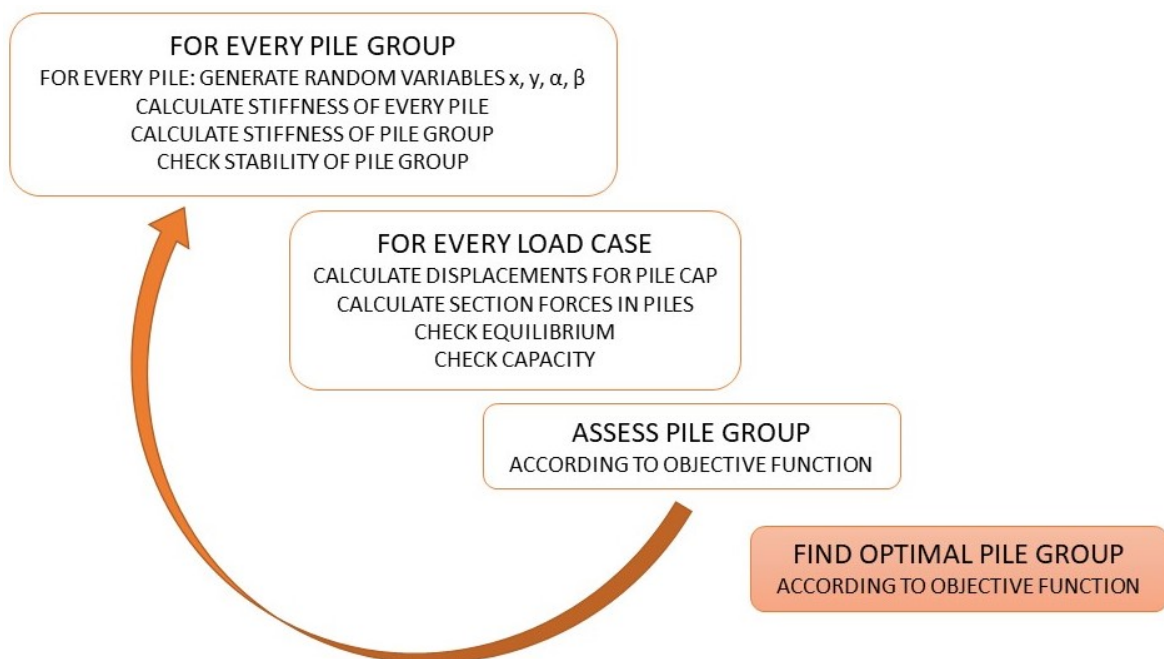 FOR EVERY PILE GROUP
FOR EVERY PILE: GENERATE RANDOM VARIABLES x, y, α, β
CALCULATE STIFFNESS OF EVERY PILE
CALCULATE STIFFNESS OF PILE GROUP
CHECK STABILITY OF PILE GROUP
FOR EVERY LOAD CASE
CALCULATE DISPLACEMENTS FOR PILE CAP
CALCULATE SECTION FORCES IN PILES
CHECK EQUILIBRIUM
CHECK CAPACITY
ASSESS PILE GROUP
ACCORDING TO OBJECTIVE FUNCTION
FIND OPTIMAL PILE GROUP
ACCORDING TO OBJECTIVE FUNCTION